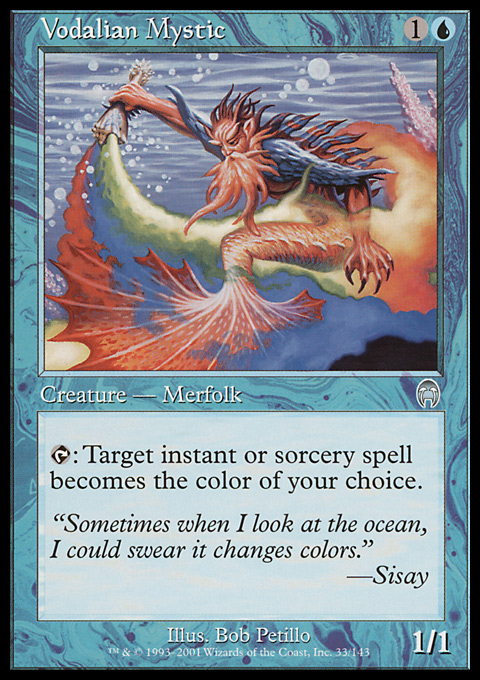 Vodalian Mystic 1
Creature — Merfolk
: Target instant or sorcery spell
becomes the color of your choice.
“Sometimes when I look at the ocean,
I could swear it changes colors.”
—Sisay
Illus. Bob Petillo
™ & © 1993–2001 Wizards of the Coast, Inc. 33/143
1/1